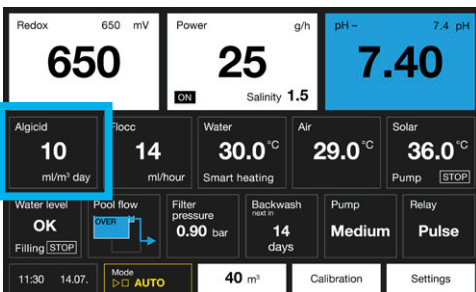 Redox 650 mV
650
Power g/h
25
ON Salinity 1.5
pH – 7.4 pH
7.40
Algicid
10
ml/m³ day
Flocc
14
ml/hour
Water
30.0°C
Smart heating
Air
29.0°C
Solar
36.0°C
Pump STOP
Water level
OK
Filling STOP
Pool flow
OVER
Filter
pressure
0.90 bar
Backwash
next in
14
days
Pump
Medium
Relay
Pulse
11:30 14.07.
Mode
AUTO
40 m³
Calibration
Settings